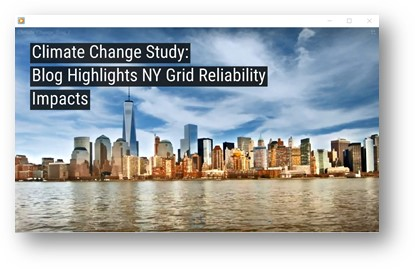 Climate Change Study:
Blog Highlights NY Grid Reliability
Impacts